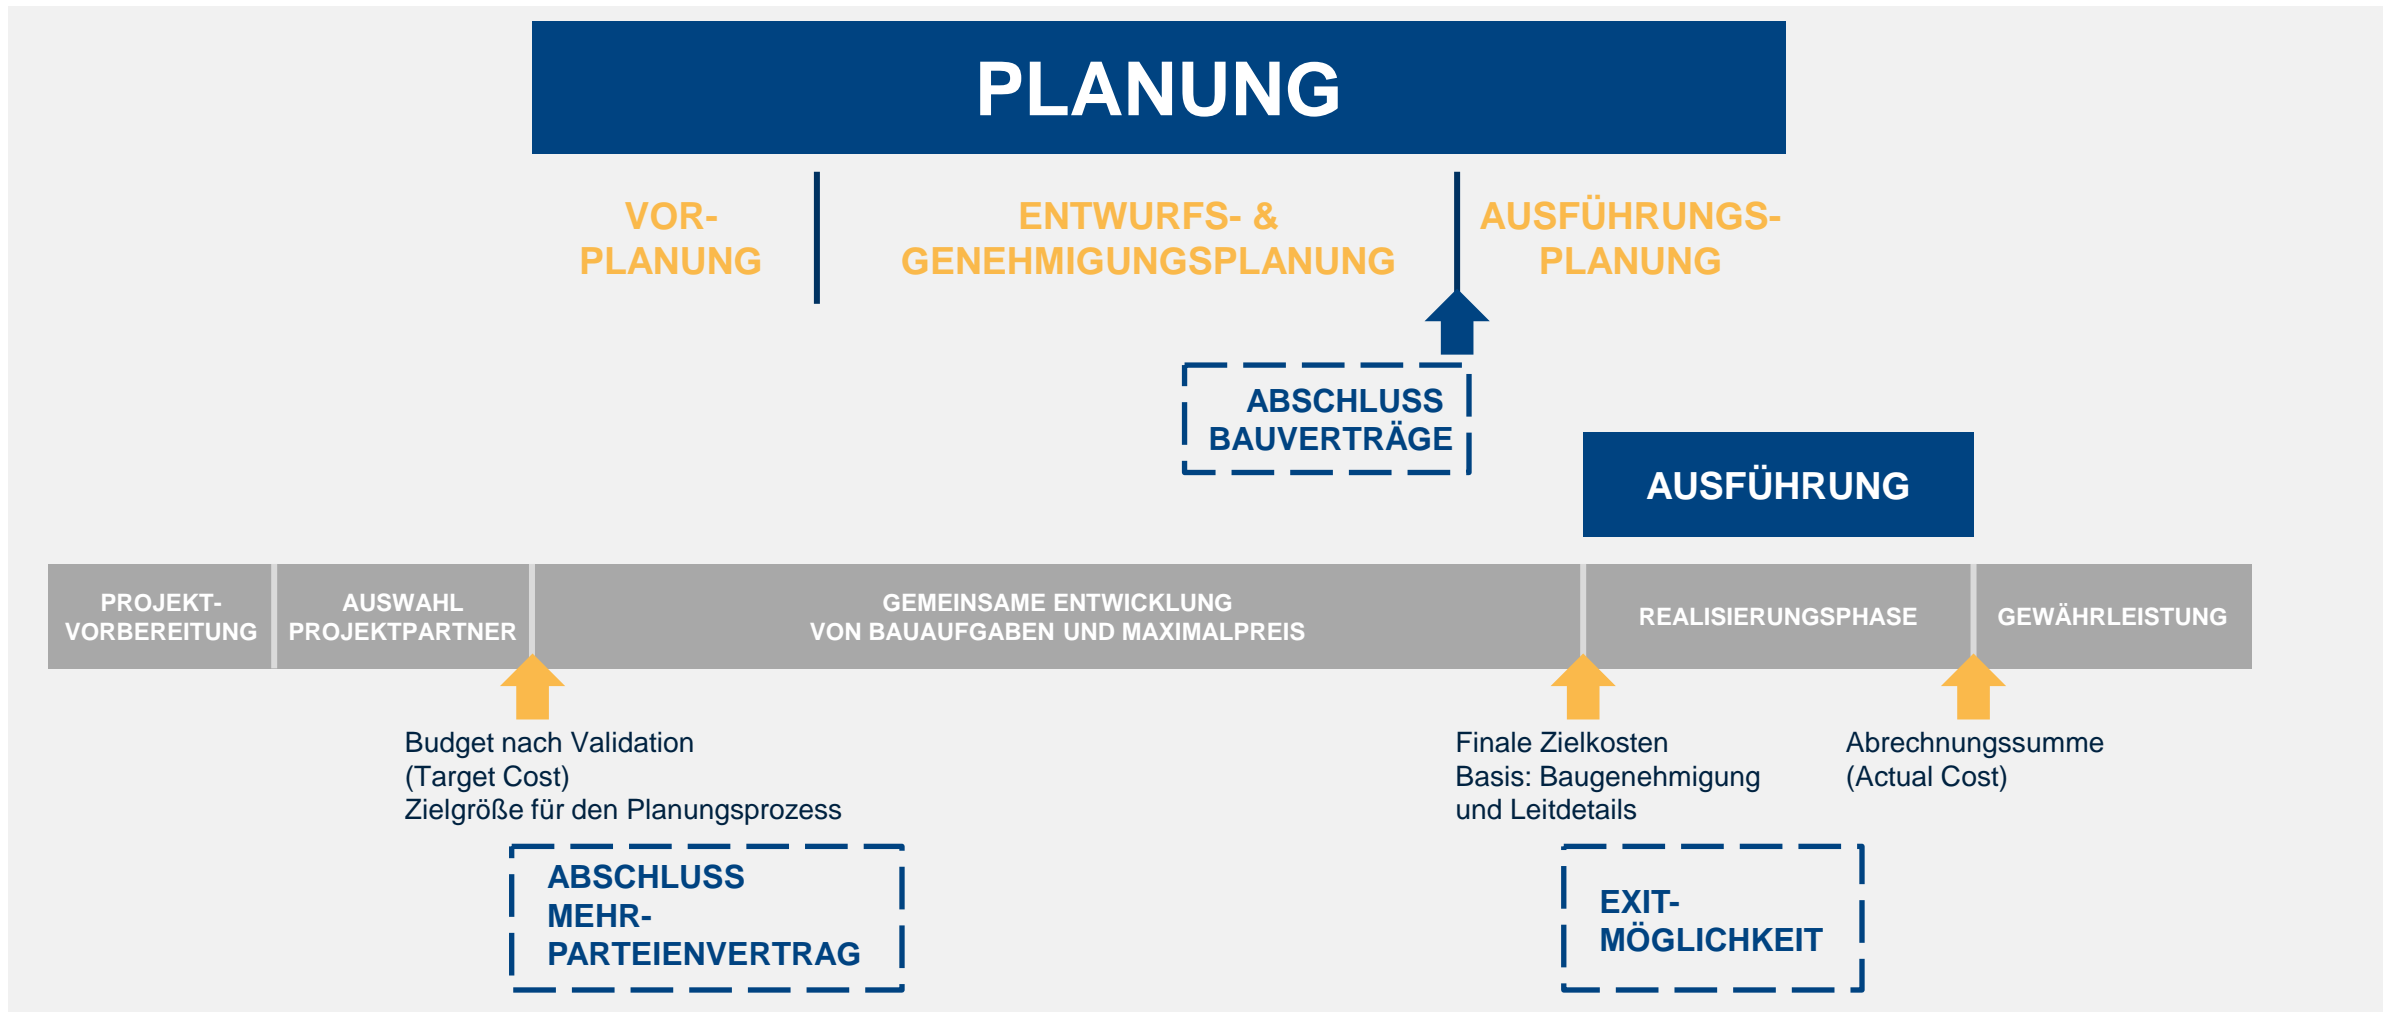 PLANUNG
VOR-
PLANUNG
ENTWURFS- &
GENEHMIGUNGSPLANUNG
AUSFÜHRUNGS-
PLANUNG
ABSCHLUSS
BAUVERTRÄGE
AUSFÜHRUNG
PROJEKT-
VORBEREITUNG
AUSWAHL
PROJEKTPARTNER
GEMEINSAME ENTWICKLUNG
VON BAUAUFGABEN UND MAXIMALPREIS
REALISIERUNGSPHASE
GEWÄHRLEISTUNG
Budget nach Validation
(Target Cost)
Zielgröße für den Planungsprozess
Finale Zielkosten
Basis: Baugenehmigung
und Leitdetails
Abrechnungssumme
(Actual Cost)
ABSCHLUSS
MEHR-
PARTEIENVERTRAG
EXIT-
MÖGLICHKEIT